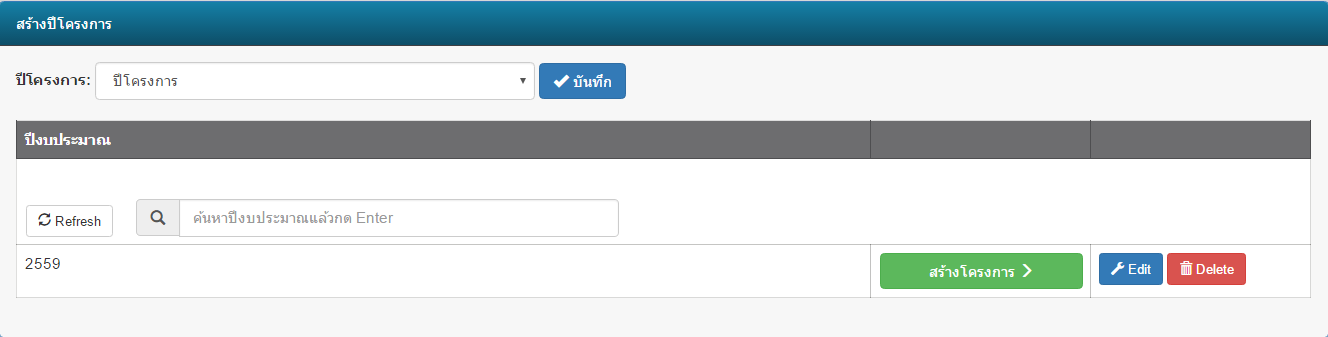 สร้างปีโครงการ
ปีโครงการ: ปีโครงการ บันทึก
ปีงบประมาณ
Refresh ค้นหาปีงบประมาณแล้วกด Enter
2559 สร้างโครงการ Edit Delete